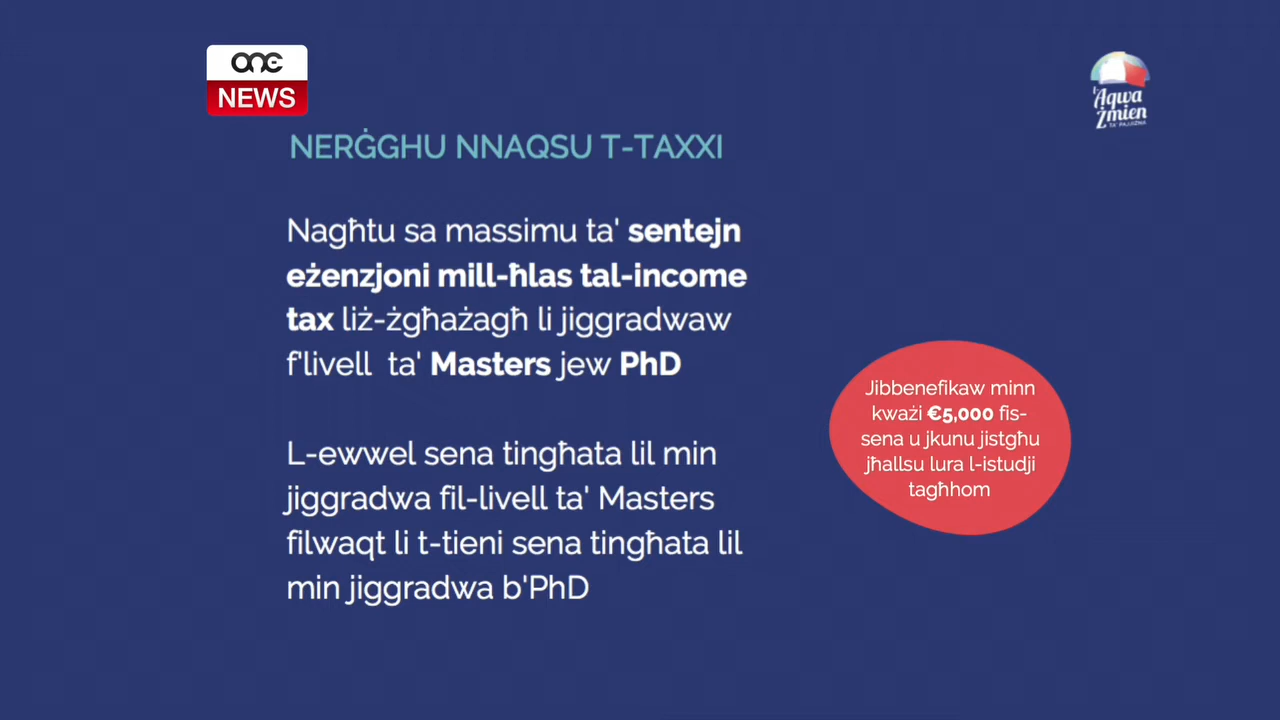 one
NEWS
L-Aqwa
Żmien
TA' PAJJIŻNA
NERĠGĦU NNAQSU T-TAXXI
Nagħtu sa massimu ta' sentejn
eżenzjoni mill-ħlas tal-income
tax liż-żgħażagħ li jiggradwaw
f'livell ta' Masters jew PhD
L-ewwel sena tingħata lil min
jiggradwa fil-livell ta' Masters
filwaqt li t-tieni sena tingħata lil
min jiggradwa b'PhD
Jibbenefikaw minn
kważi €5,000 fis-
sena u jkunu jistgħu
jħallsu lura l-istudji
tagħhom